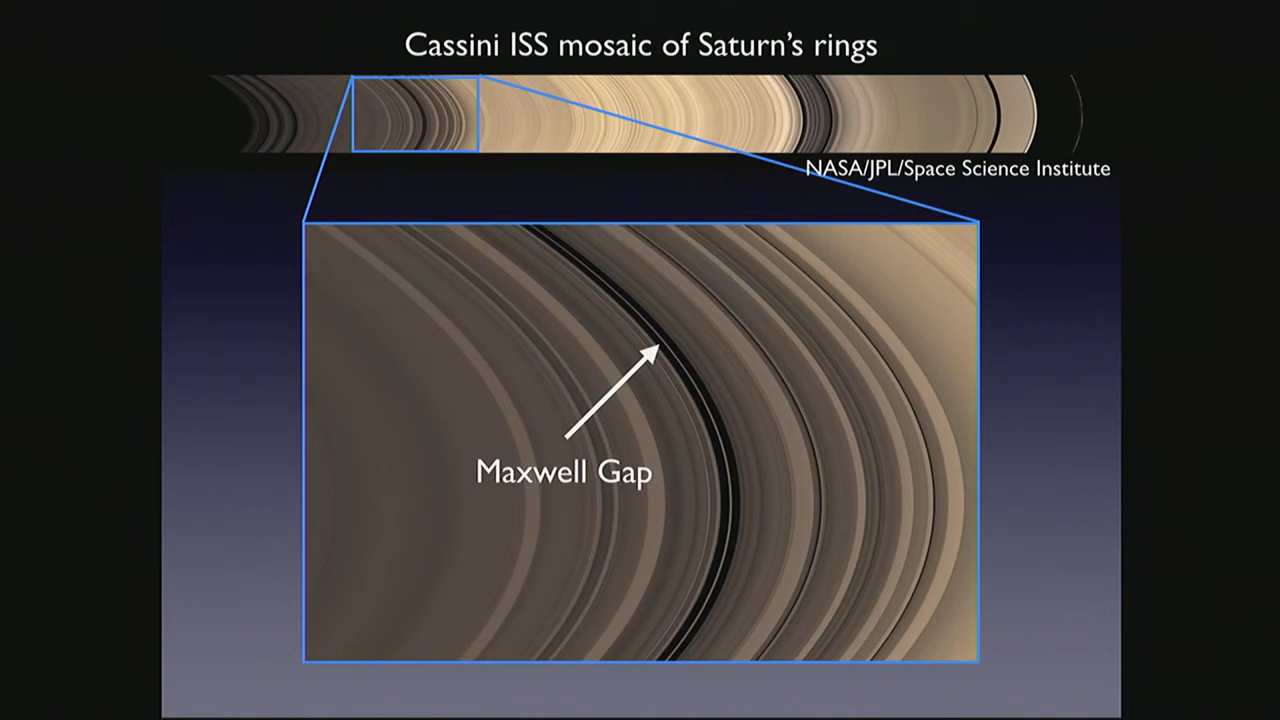 Cassini ISS mosaic of Saturn's rings
NASA/JPL/Space Science Institute
Maxwell Gap